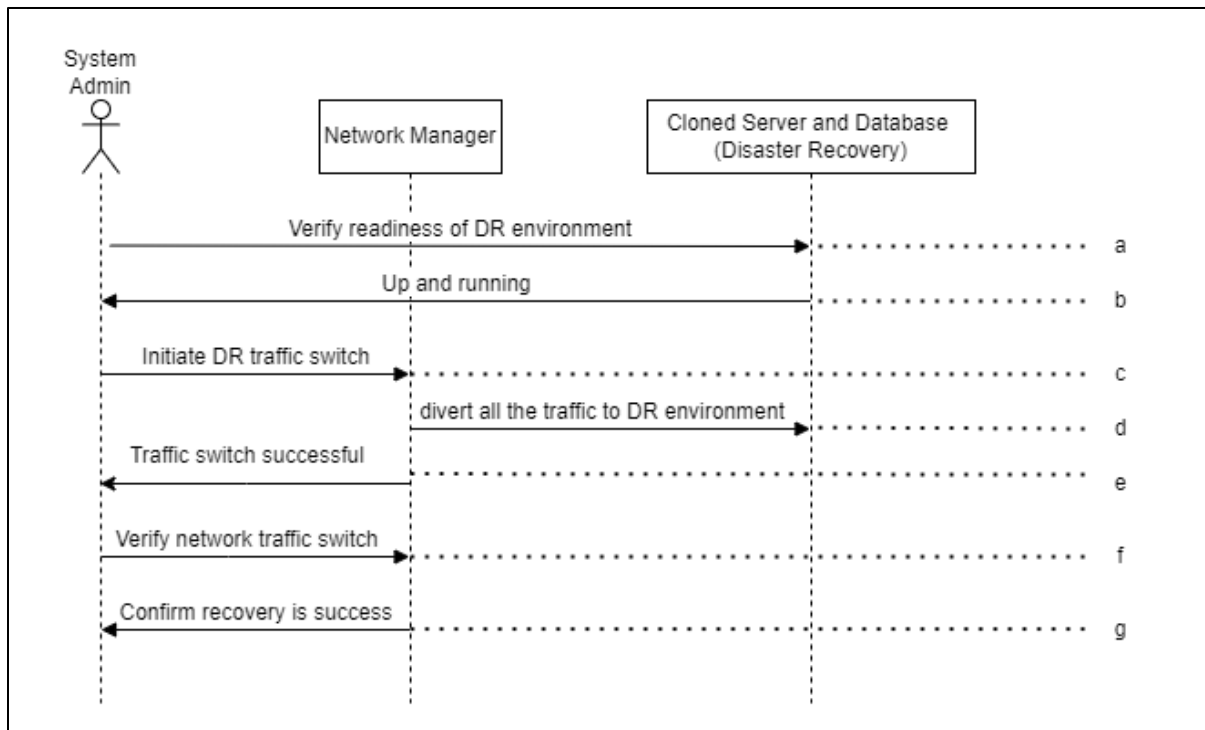 System
Admin
Network Manager
Cloned Server and Database
(Disaster Recovery)
Verify readiness of DR environment
a
Up and running
b
Initiate DR traffic switch
c
divert all the traffic to DR environment
d
Traffic switch successful
e
Verify network traffic switch
f
Confirm recovery is success
g